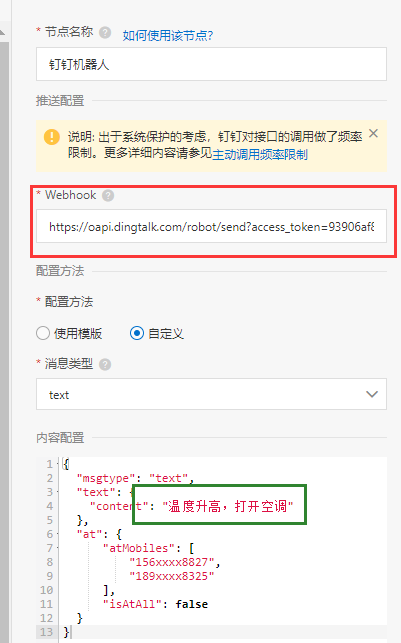 * 节点名称 如何使用该节点?
钉钉机器人
推送配置
说明: 出于系统保护的考虑，钉钉对接口的调用做了频率
限制。更多详细内容请参见主动调用频率限制
* Webhook
https://oapi.dingtalk.com/robot/send?access_token=93906af8
配置方法
* 配置方法
使用模版 自定义
* 消息类型
text
内容配置
1 {
2 "msgtype": "text",
3 "text": {
4 "content": "温度升高，打开空调"
5 },
6 "at": {
7 "atMobiles": [
8 "156xxxx8827",
9 "189xxxx8325"
10 ],
11 "isAtAll": false
12 }
13 }